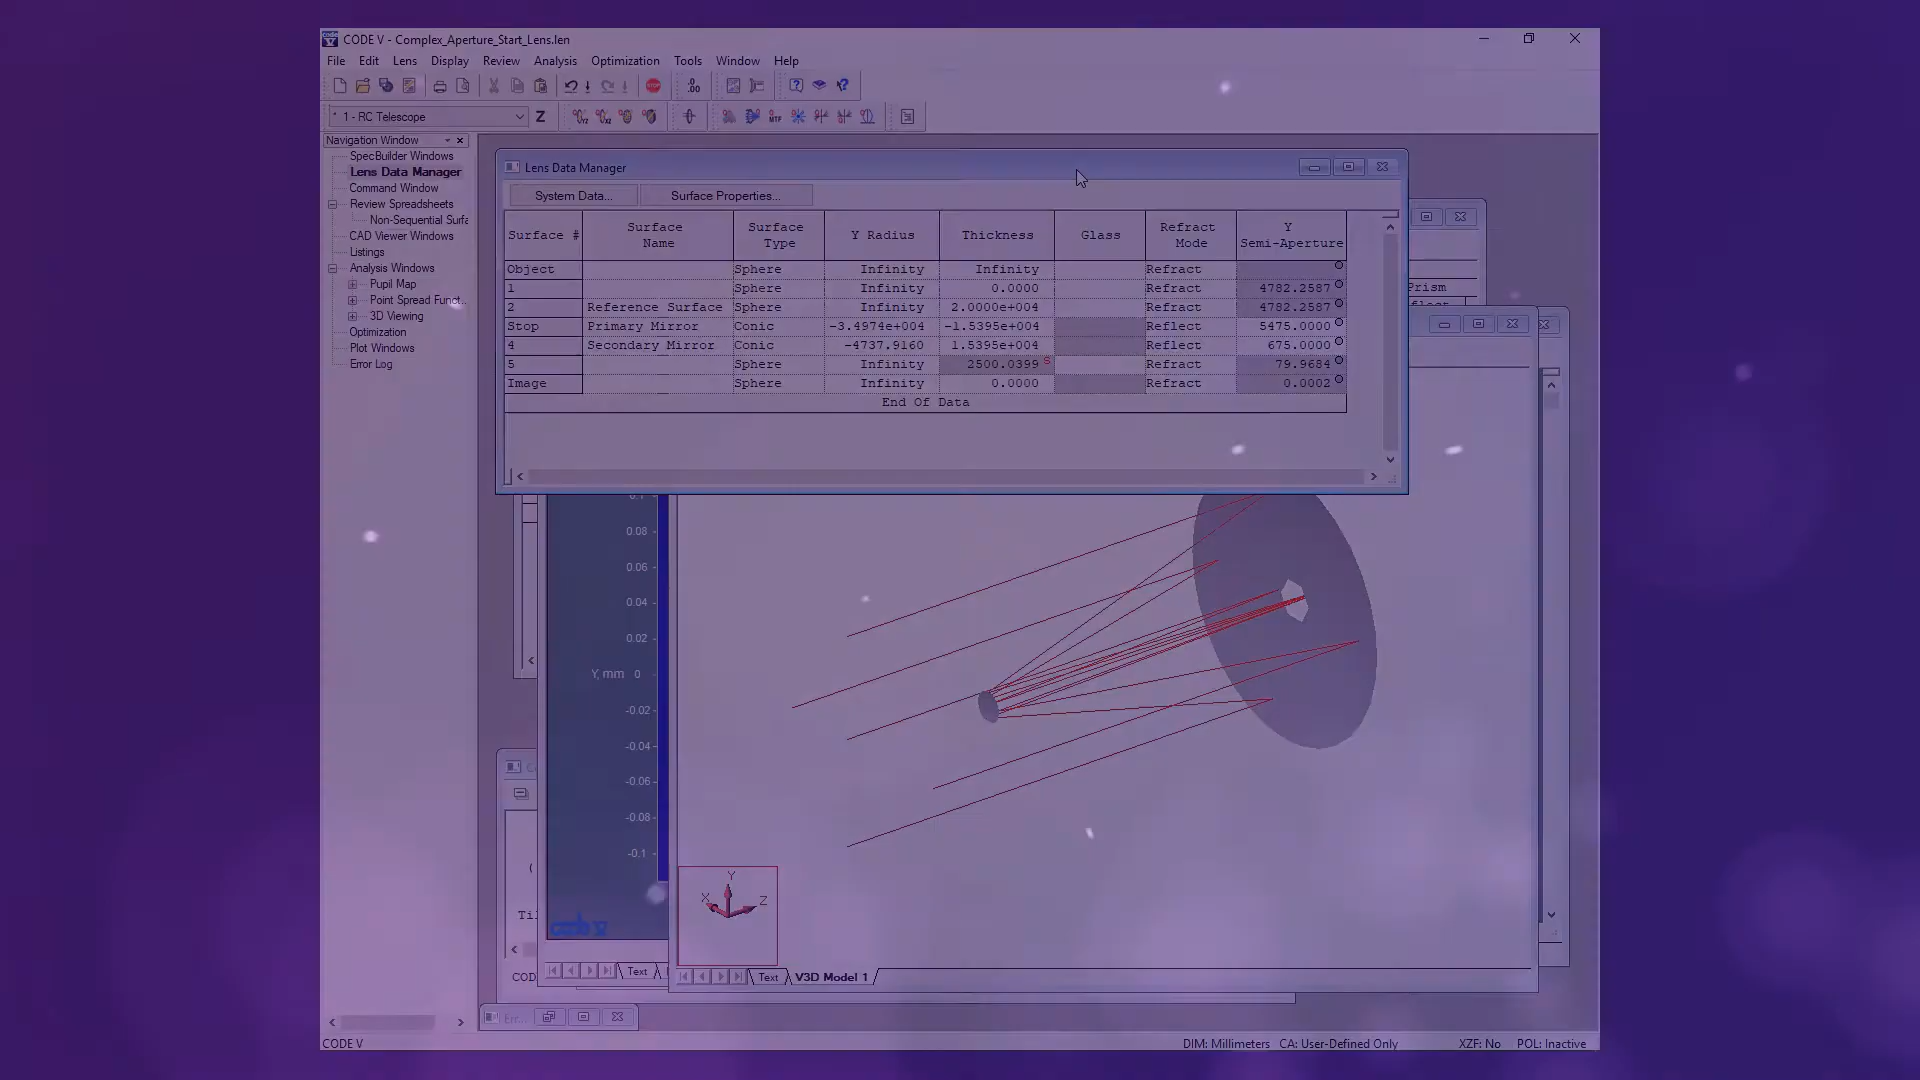 CODE V - Complex_Aperture_Start_Lens.len
File Edit Lens Display Review Analysis Optimization Tools Window Help
1 - RC Telescope
Navigation Window
SpecBuilder Windows
Lens Data Manager
Command Window
Review Spreadsheets
Non-Sequential Surfa
CAD Viewer Windows
Listings
Analysis Windows
Pupil Map
Point Spread Funct...
3D Viewing
Optimization
Plot Windows
Error Log
Lens Data Manager
System Data... Surface Properties...
Surface # Surface Name Surface Type Y Radius Thickness Glass Refract Mode Y Semi-Aperture
Object Sphere Infinity Infinity Refract
1 Sphere Infinity 0.0000 Refract 4782.2587
2 Reference Surface Sphere Infinity 2.0000e+004 Refract 4782.2587
Stop Primary Mirror Conic -3.4974e+004 -1.5395e+004 Reflect 5475.0000
4 Secondary Mirror Conic -4737.9160 1.5395e+004 Reflect 675.0000
5 Sphere Infinity 2500.0399 S Refract 79.9684
Image Sphere Infinity 0.0000 Refract 0.0002
End Of Data
Prism
0.08
0.06
0.04
0.02
Y, mm 0
-0.02
-0.04
-0.06
-0.08
-0.1
Y
X
Z
Text
Text V3D Model 1
COD
Err...
CODE V DIM: Millimeters CA: User-Defined Only XZF: No POL: Inactive